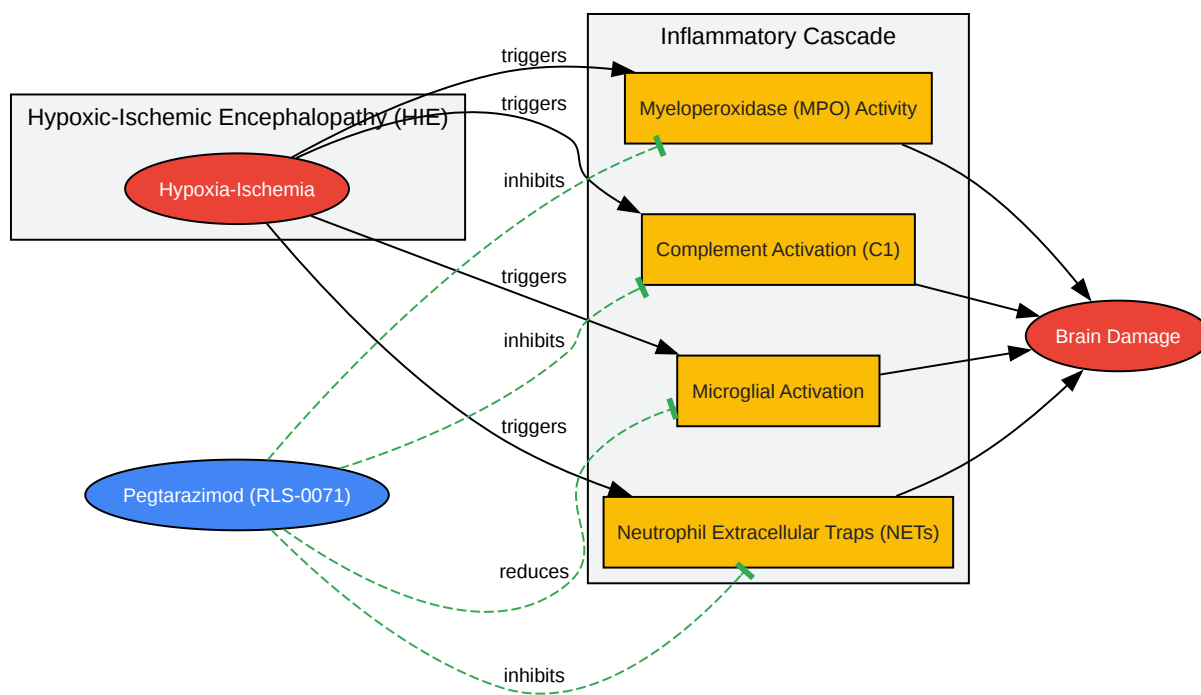 Inflammatory Cascade
triggers
Myeloperoxidase (MPO) Activity
triggers
Hypoxic-Ischemic Encephalopathy (HIE)
Hypoxia-Ischemia
inhibits
Complement Activation (C1)
triggers
Brain Damage
inhibits
Microglial Activation
triggers
Pegtarazimod (RLS-0071)
Neutrophil Extracellular Traps (NETs)
reduces
inhibits